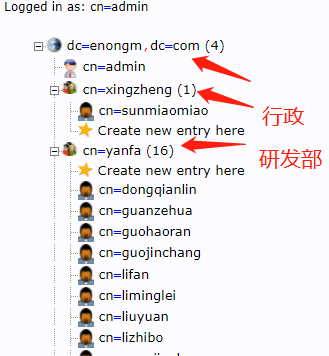 Logged in as: cn=admin
dc=enongm,dc=com (4)
cn=admin
cn=xingzheng (1)
cn=sunmiaomiao
Create new entry here
cn=yanfa (16)
Create new entry here
cn=dongqianlin
cn=guanzehua
cn=guohaoran
cn=guojinchang
cn=lifan
cn=liminglei
cn=liuyuan
cn=lizhibo
行政
研发部